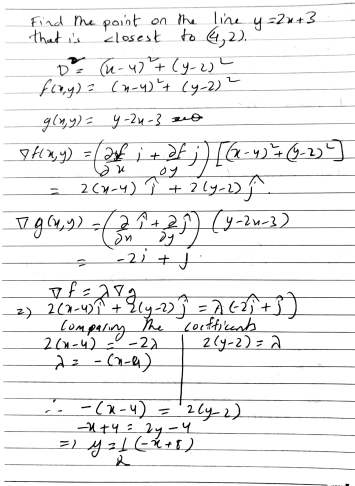 Find the point on the line y=2x+3
that is closest to (4,2).
D² = (x-4)² + (y-2)²
f(x,y) = (x-4)² + (y-2)²
g(x,y) = y-2x-3
∇f(x,y) = (∂f/∂x i + ∂f/∂y j) [(x-4)²+(y-2)²]
= 2(x-4) î + 2(y-2) ĵ
∇g(x,y) = (∂/∂x î + ∂/∂y ĵ) (y-2x-3)
= -2i + j
∇f = λ∇g
=) 2(x-4)î + 2(y-2)ĵ = λ(-2î+ĵ)
Comparing the coefficients
2(x-4) = -2λ | 2(y-2) = λ
λ = -(x-4)
∴ -(x-4) = 2(y-2)
-x+4 = 2y-4
=) y = 1/2 (-x+8)